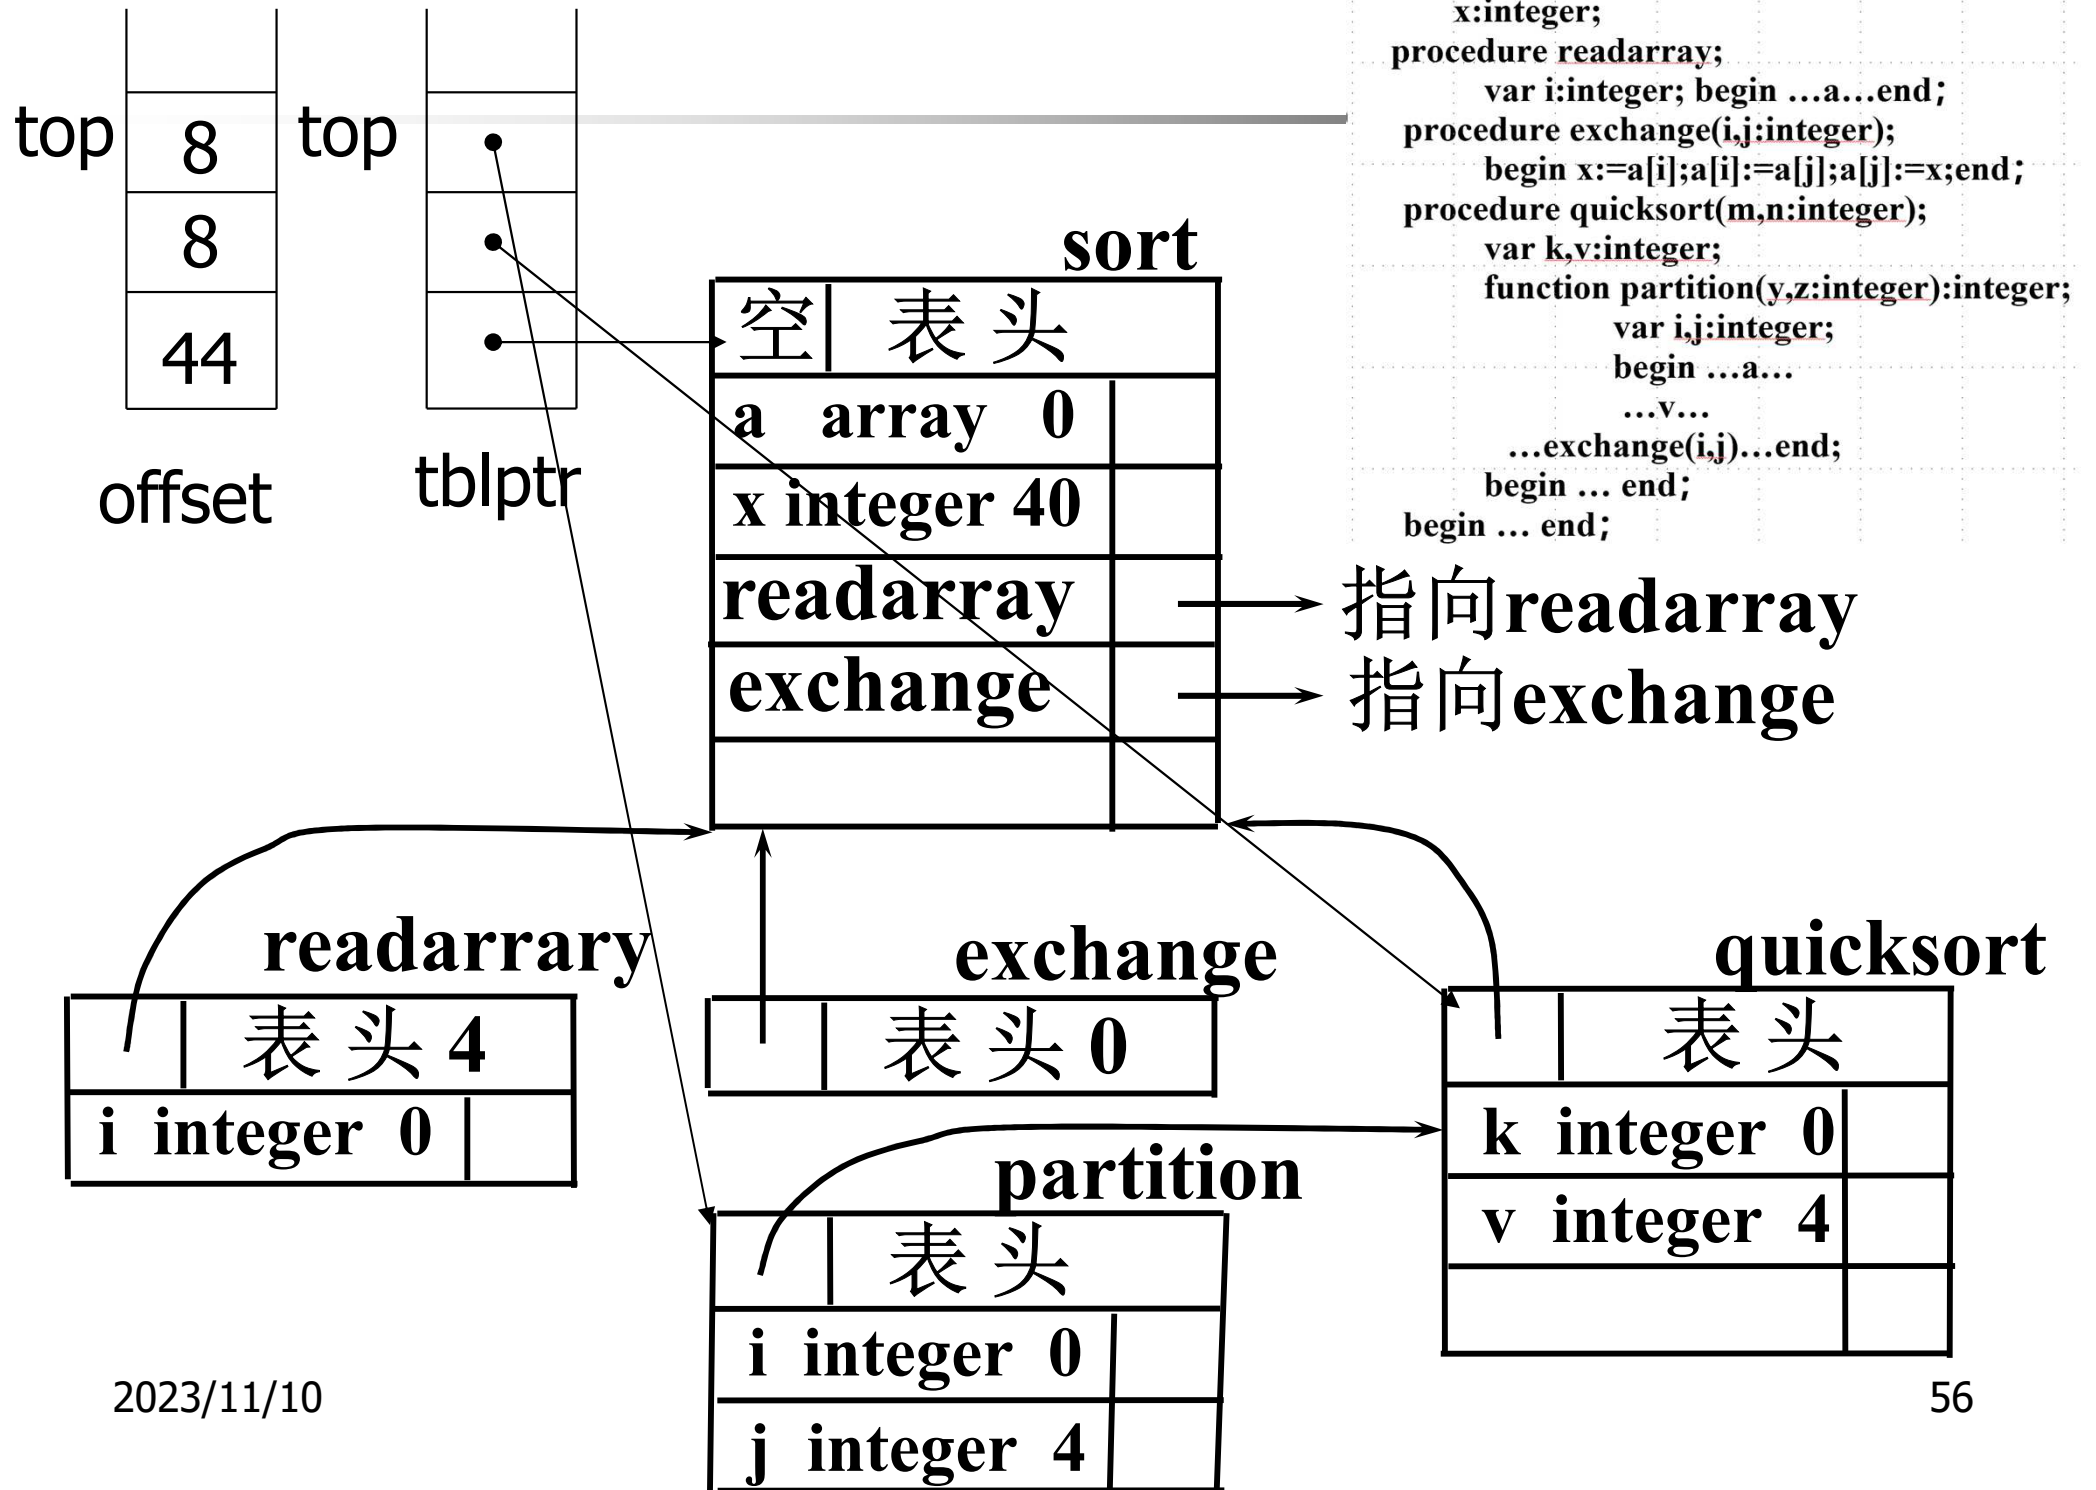 x:integer;
procedure readarray;
var i:integer; begin …a…end;
procedure exchange(i,j:integer);
begin x:=a[i];a[i]:=a[j];a[j]:=x;end;
procedure quicksort(m,n:integer);
var k,v:integer;
function partition(y,z:integer):integer;
var i,j:integer;
begin …a…
…v…
…exchange(i,j)…end;
begin … end;
begin … end;
top 8 top
8
44
offset tblptr
sort
空 表 头
a array 0
x integer 40
readarray
指向readarray
exchange
指向exchange
readarrary
表 头 4
i integer 0
exchange
表 头 0
quicksort
表 头
k integer 0
v integer 4
partition
表 头
i integer 0
j integer 4
2023/11/10
56